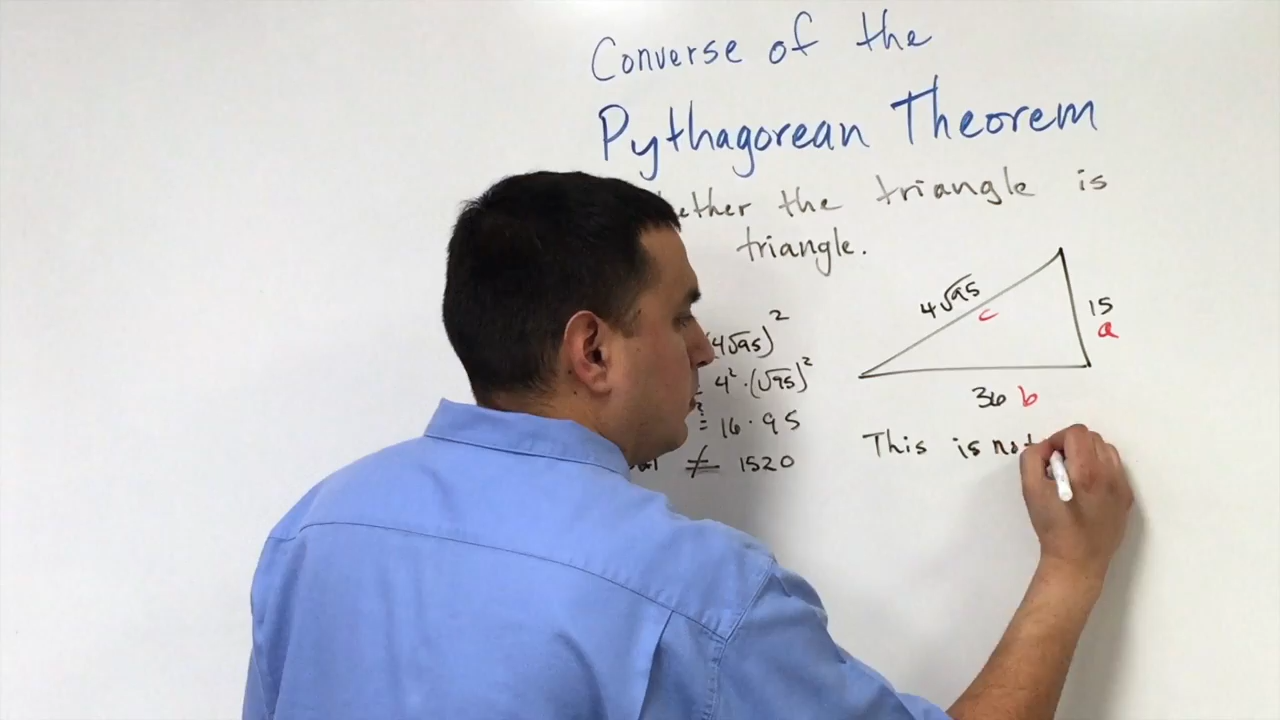 Converse of the
Pythagorean Theorem
the triangle is
triangle.
4√95
c
15
a
(4√95)²
4²·(√95)²
36 b
≟ 16·95
This is not
≠ 1520